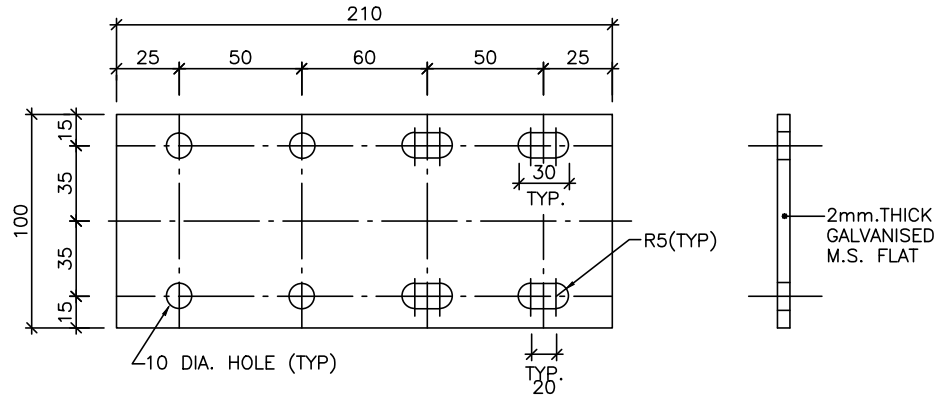 210
25 50 60 50 25
15
35
100
35
15
30
TYP.
R5(TYP)
2mm.THICK
GALVANISED
M.S. FLAT
10 DIA. HOLE (TYP)
TYP.
20